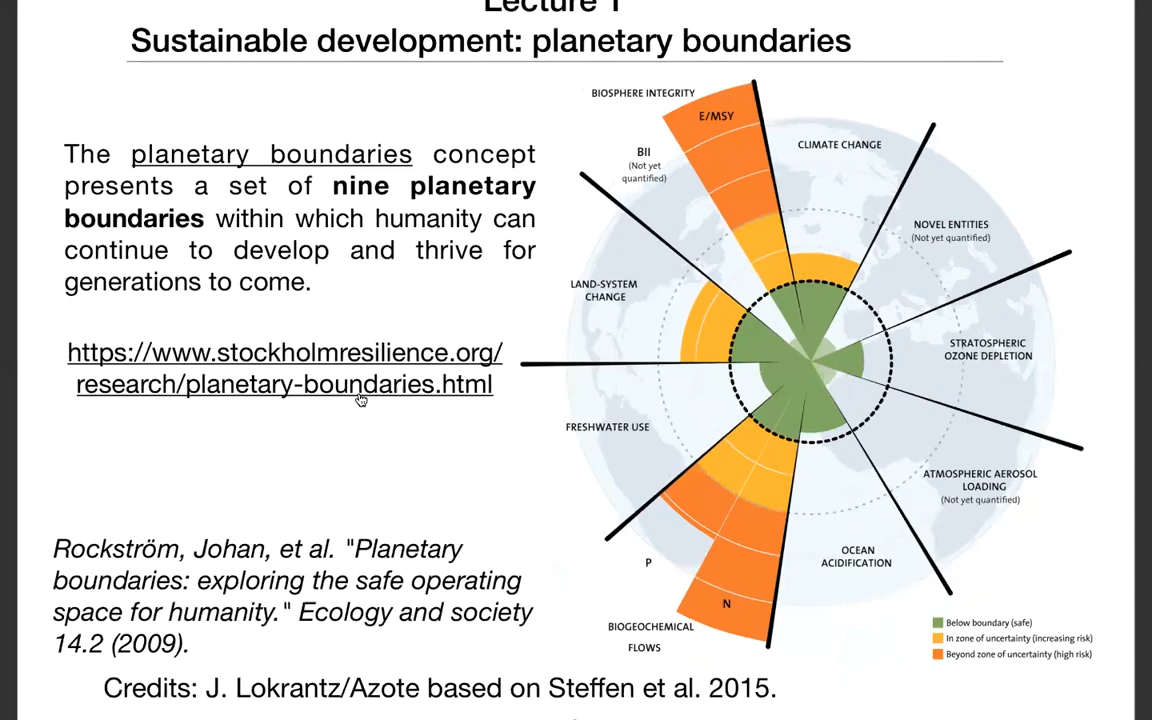 Lecture 1
Sustainable development: planetary boundaries
The planetary boundaries concept
presents a set of nine planetary
boundaries within which humanity can
continue to develop and thrive for
generations to come.
https://www.stockholmresilience.org/
research/planetary-boundaries.html
Rockström, Johan, et al. "Planetary
boundaries: exploring the safe operating
space for humanity." Ecology and society
14.2 (2009).
BIOSPHERE INTEGRITY
E/MSY
BII
(Not yet
quantified)
CLIMATE CHANGE
NOVEL ENTITIES
(Not yet quantified)
LAND-SYSTEM
CHANGE
STRATOSPHERIC
OZONE DEPLETION
FRESHWATER USE
ATMOSPHERIC AEROSOL
LOADING
(Not yet quantified)
OCEAN
ACIDIFICATION
P
N
BIOGEOCHEMICAL
FLOWS
Below boundary (safe)
In zone of uncertainty (increasing risk)
Beyond zone of uncertainty (high risk)
Credits: J. Lokrantz/Azote based on Steffen et al. 2015.